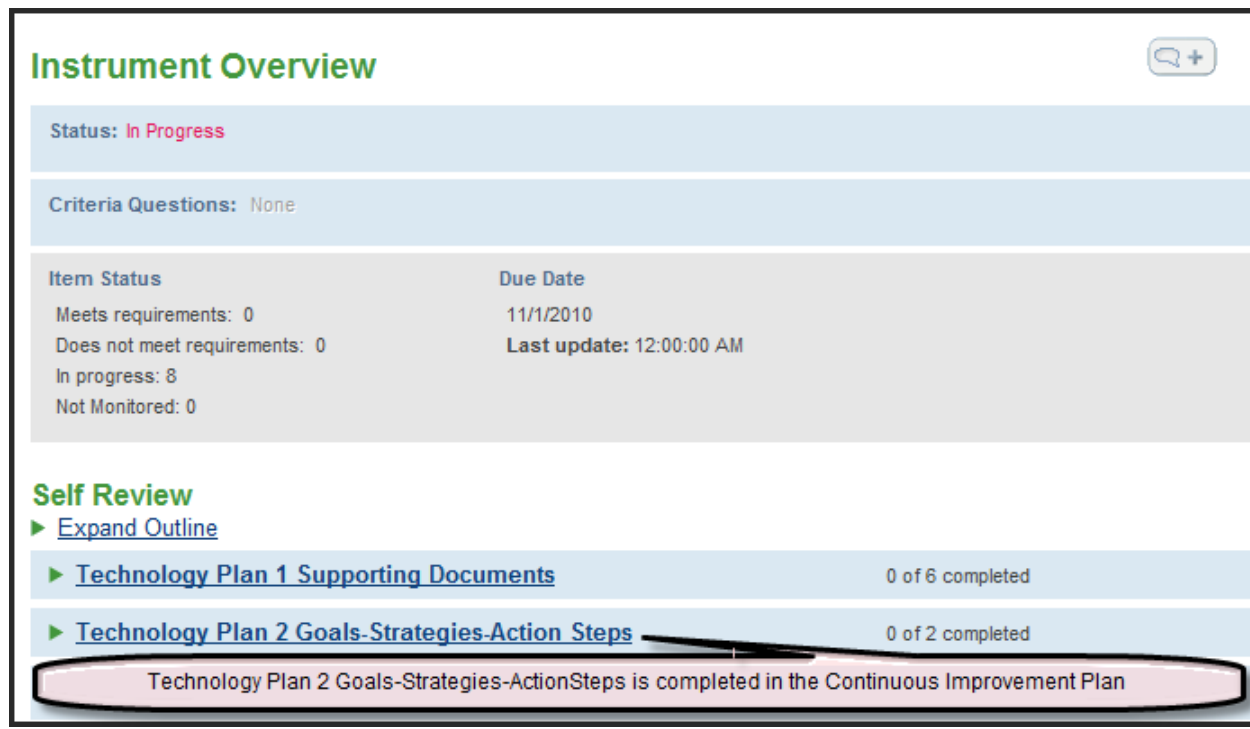 Instrument Overview
Status: In Progress
Criteria Questions: None
Item Status
Meets requirements: 0
Does not meet requirements: 0
In progress: 8
Not Monitored: 0
Due Date
11/1/2010
Last update: 12:00:00 AM
Self Review
Expand Outline
Technology Plan 1 Supporting Documents 0 of 6 completed
Technology Plan 2 Goals-Strategies-Action Steps 0 of 2 completed
Technology Plan 2 Goals-Strategies-ActionSteps is completed in the Continuous Improvement Plan